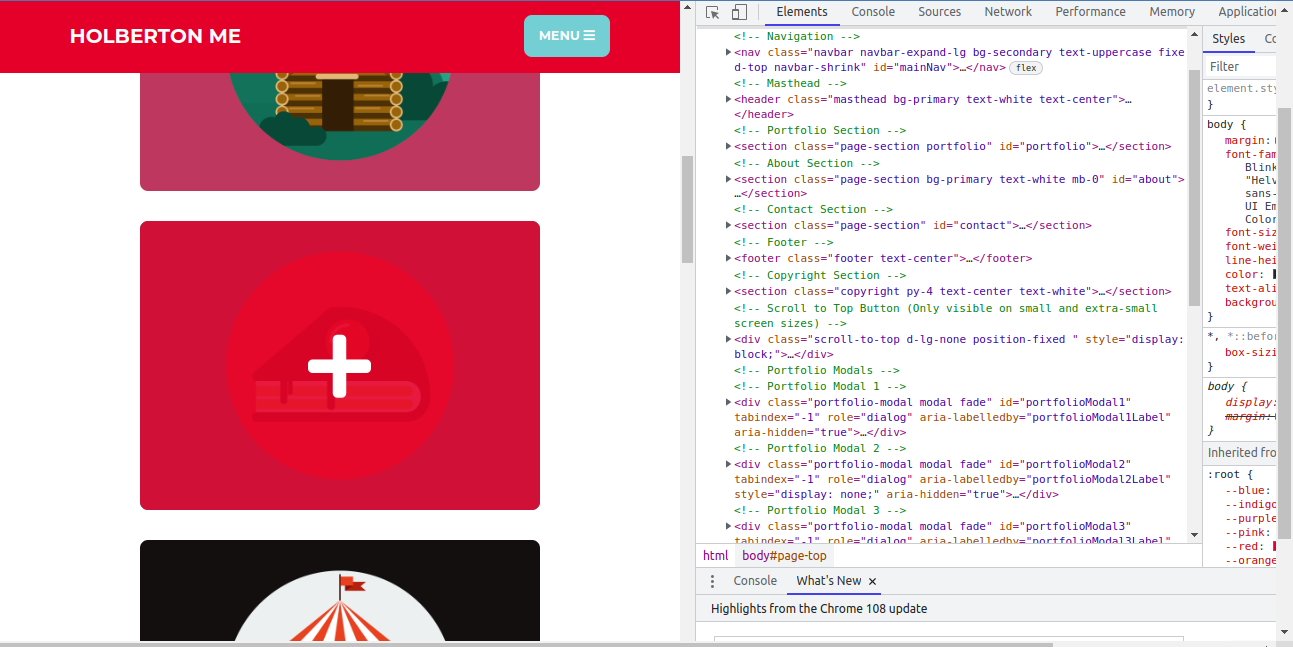 HOLBERTON ME
MENU
Elements Console Sources Network Performance Memory Application
<!-- Navigation -->
<nav class="navbar navbar-expand-lg bg-secondary text-uppercase fixe
d-top navbar-shrink" id="mainNav">…</nav> flex
<!-- Masthead -->
<header class="masthead bg-primary text-white text-center">…
</header>
<!-- Portfolio Section -->
<section class="page-section portfolio" id="portfolio">…</section>
<!-- About Section -->
<section class="page-section bg-primary text-white mb-0" id="about">
…</section>
<!-- Contact Section -->
<section class="page-section" id="contact">…</section>
<!-- Footer -->
<footer class="footer text-center">…</footer>
<!-- Copyright Section -->
<section class="copyright py-4 text-center text-white">…</section>
<!-- Scroll to Top Button (Only visible on small and extra-small
screen sizes) -->
<div class="scroll-to-top d-lg-none position-fixed " style="display:
block;">…</div>
<!-- Portfolio Modals -->
<!-- Portfolio Modal 1 -->
<div class="portfolio-modal modal fade" id="portfolioModal1"
tabindex="-1" role="dialog" aria-labelledby="portfolioModal1Label"
aria-hidden="true">…</div>
<!-- Portfolio Modal 2 -->
<div class="portfolio-modal modal fade" id="portfolioModal2"
tabindex="-1" role="dialog" aria-labelledby="portfolioModal2Label"
style="display: none;" aria-hidden="true">…</div>
<!-- Portfolio Modal 3 -->
<div class="portfolio-modal modal fade" id="portfolioModal3"
tabindex="-1" role="dialog" aria-labelledby="portfolioModal3Label"
html body#page-top
Console What's New ×
Highlights from the Chrome 108 update
Styles Co
Filter
element.sty
}
body {
margin:
font-fam
Blink
"Helv
sans-
UI Em
Color
font-siz
font-wei
line-hei
color:
text-ali
backgrou
}
*, *::befor
box-sizi
}
body {
display:
margin:
}
Inherited fro
:root {
--blue:
--indigo
--purple
--pink:
--red:
--orange